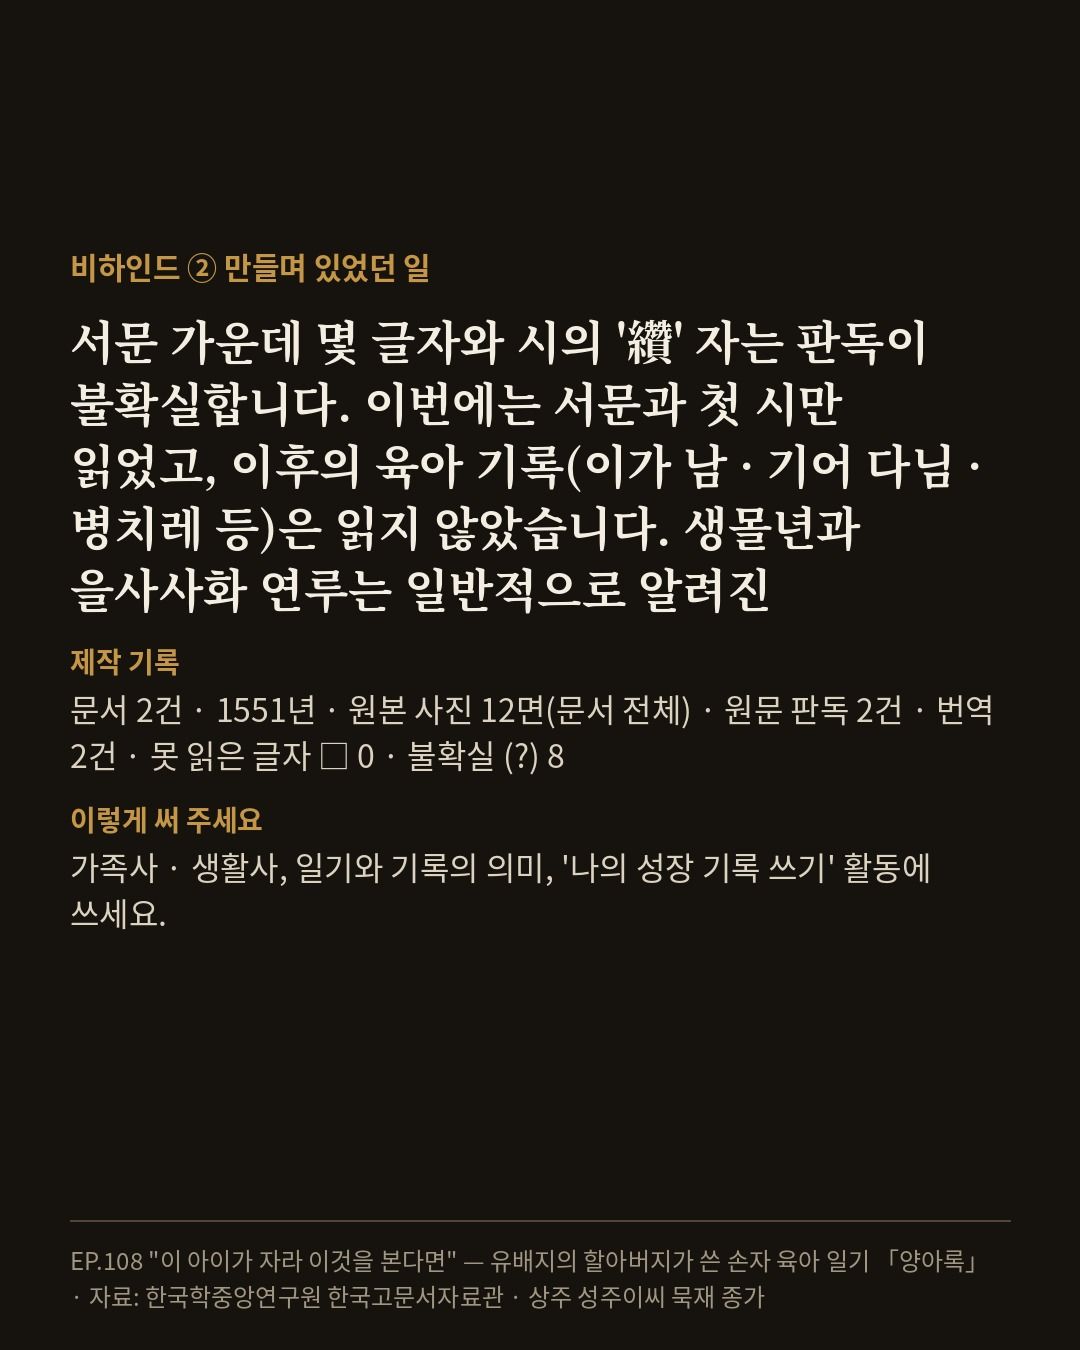 비하인드 ② 만들며 있었던 일
서문 가운데 몇 글자와 시의 '纘' 자는 판독이
불확실합니다. 이번에는 서문과 첫 시만
읽었고, 이후의 육아 기록(이가 남 · 기어 다님 ·
병치레 등)은 읽지 않았습니다. 생몰년과
을사사화 연루는 일반적으로 알려진
제작 기록
문서 2건 · 1551년 · 원본 사진 12면(문서 전체) · 원문 판독 2건 · 번역
2건 · 못 읽은 글자 □ 0 · 불확실 (?) 8
이렇게 써 주세요
가족사 · 생활사, 일기와 기록의 의미, '나의 성장 기록 쓰기' 활동에
쓰세요.
EP.108 "이 아이가 자라 이것을 본다면" — 유배지의 할아버지가 쓴 손자 육아 일기 「양아록」
· 자료: 한국학중앙연구원 한국고문서자료관 · 상주 성주이씨 묵재 종가